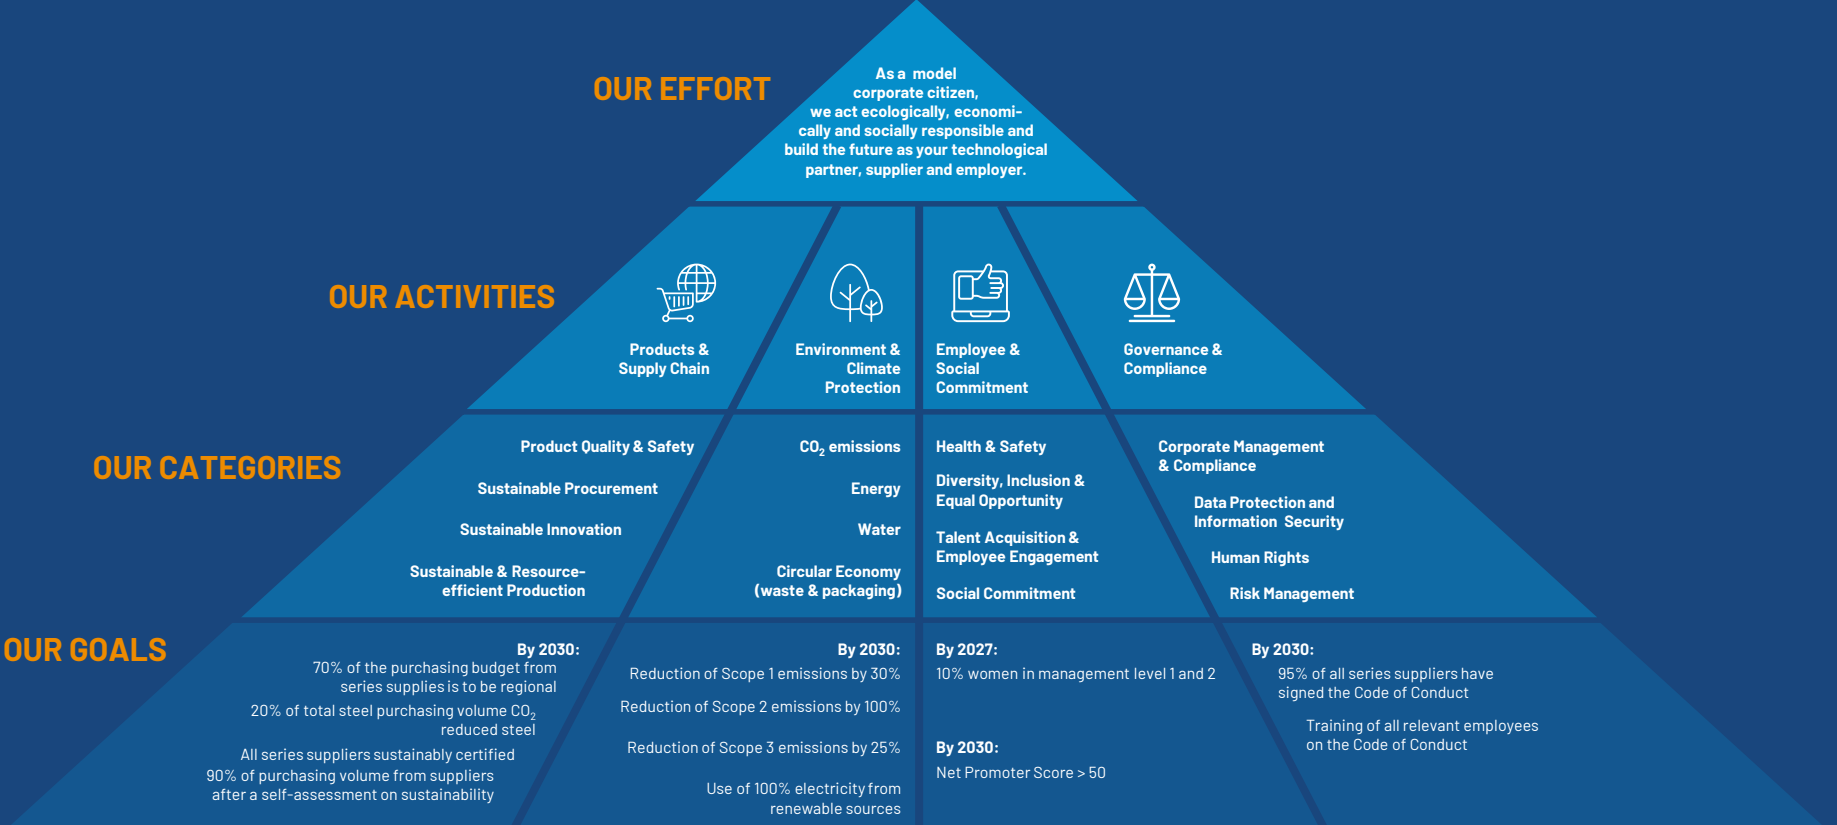 OUR EFFORT
As a model
corporate citizen,
we act ecologically, economi-
cally and socially responsible and
build the future as your technological
partner, supplier and employer.
OUR ACTIVITIES
Products &
Supply Chain
Environment &
Climate
Protection
Employee &
Social
Commitment
Governance &
Compliance
OUR CATEGORIES
Product Quality & Safety
Sustainable Procurement
Sustainable Innovation
Sustainable & Resource-
efficient Production
CO₂ emissions
Energy
Water
Circular Economy
(waste & packaging)
Health & Safety
Diversity, Inclusion &
Equal Opportunity
Talent Acquisition &
Employee Engagement
Social Commitment
Corporate Management
& Compliance
Data Protection and
Information Security
Human Rights
Risk Management
OUR GOALS
By 2030:
70% of the purchasing budget from
series supplies is to be regional
20% of total steel purchasing volume CO₂
reduced steel
All series suppliers sustainably certified
90% of purchasing volume from suppliers
after a self-assessment on sustainability
By 2030:
Reduction of Scope 1 emissions by 30%
Reduction of Scope 2 emissions by 100%
Reduction of Scope 3 emissions by 25%
Use of 100% electricity from
renewable sources
By 2027:
10% women in management level 1 and 2
By 2030:
Net Promoter Score > 50
By 2030:
95% of all series suppliers have
signed the Code of Conduct
Training of all relevant employees
on the Code of Conduct